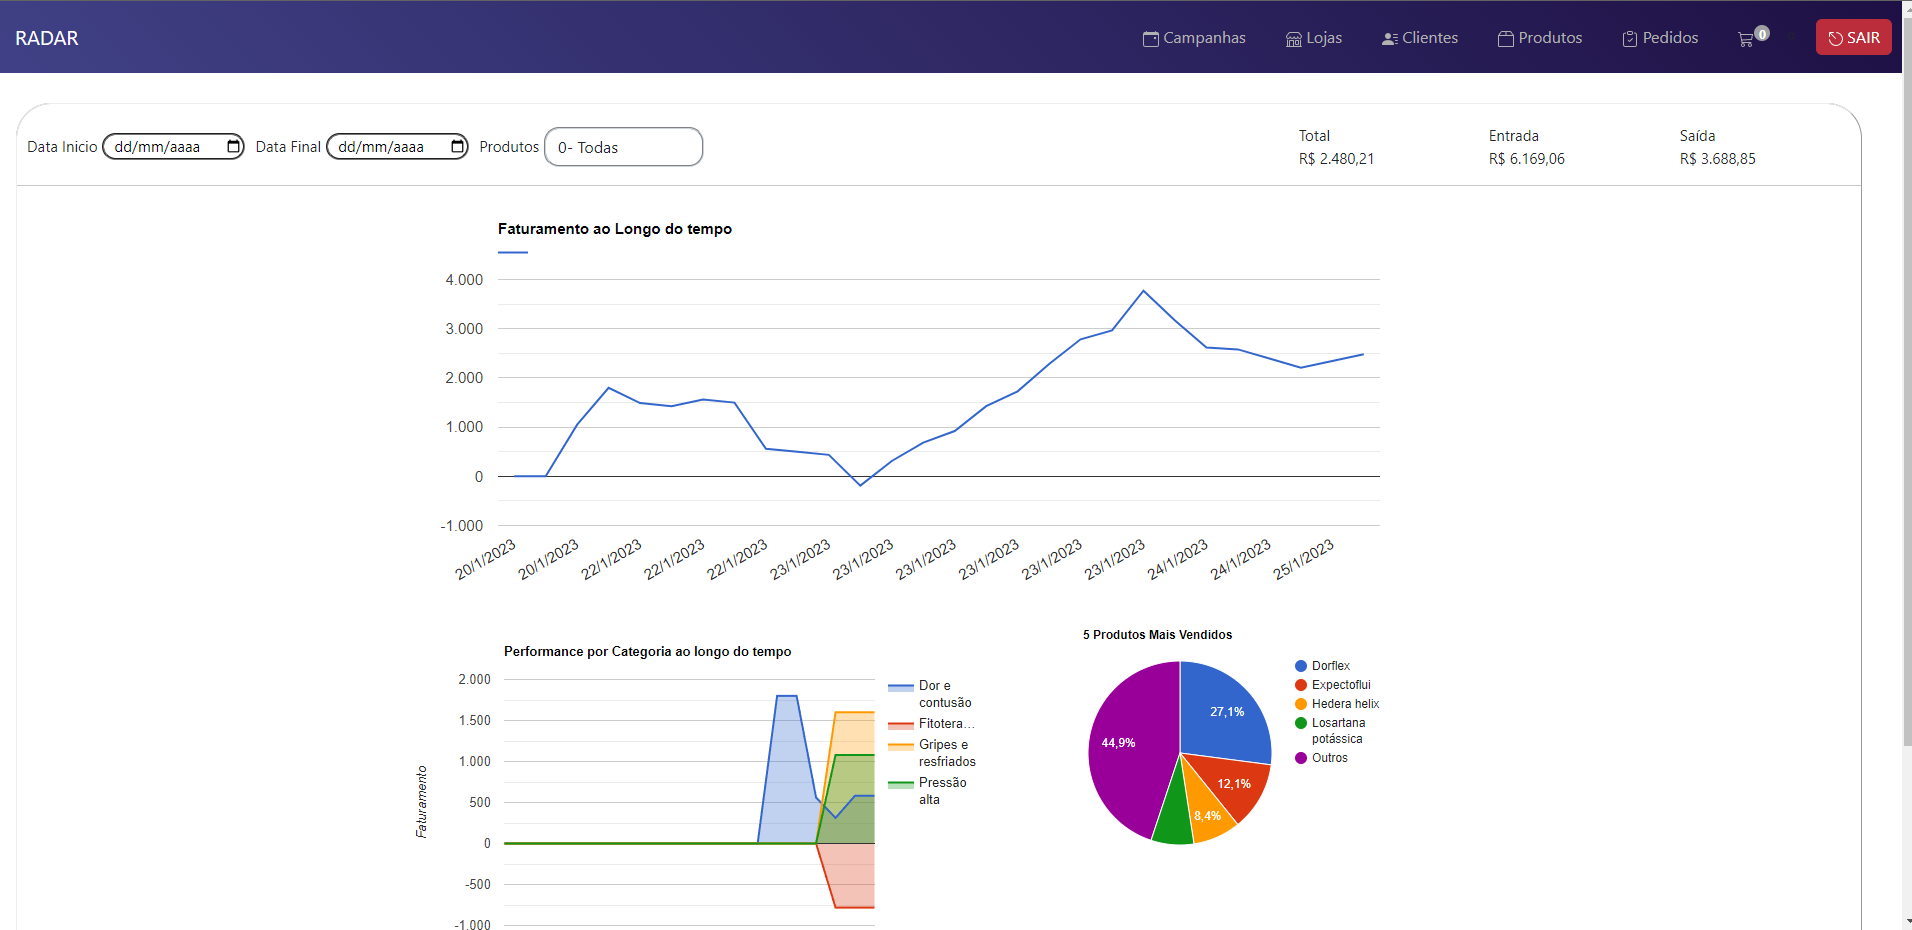 RADAR
Campanhas Lojas Clientes Produtos Pedidos 0 SAIR
Data Inicio dd/mm/aaaa Data Final dd/mm/aaaa Produtos 0- Todas
Total Entrada Saída
R$ 2.480,21 R$ 6.169,06 R$ 3.688,85
Faturamento ao Longo do tempo
4.000
3.000
2.000
1.000
0
-1.000
20/1/2023 20/1/2023 22/1/2023 22/1/2023 22/1/2023 23/1/2023 23/1/2023 23/1/2023 23/1/2023 23/1/2023 23/1/2023 24/1/2023 24/1/2023 25/1/2023
Performance por Categoria ao longo do tempo
Faturamento
2.000
1.500
1.000
500
0
-500
-1.000
Dor e
contusão
Fitotera...
Gripes e
resfriados
Pressão
alta
5 Produtos Mais Vendidos
27,1%
12,1%
8,4%
44,9%
Dorflex
Expectoflui
Hedera helix
Losartana
potássica
Outros